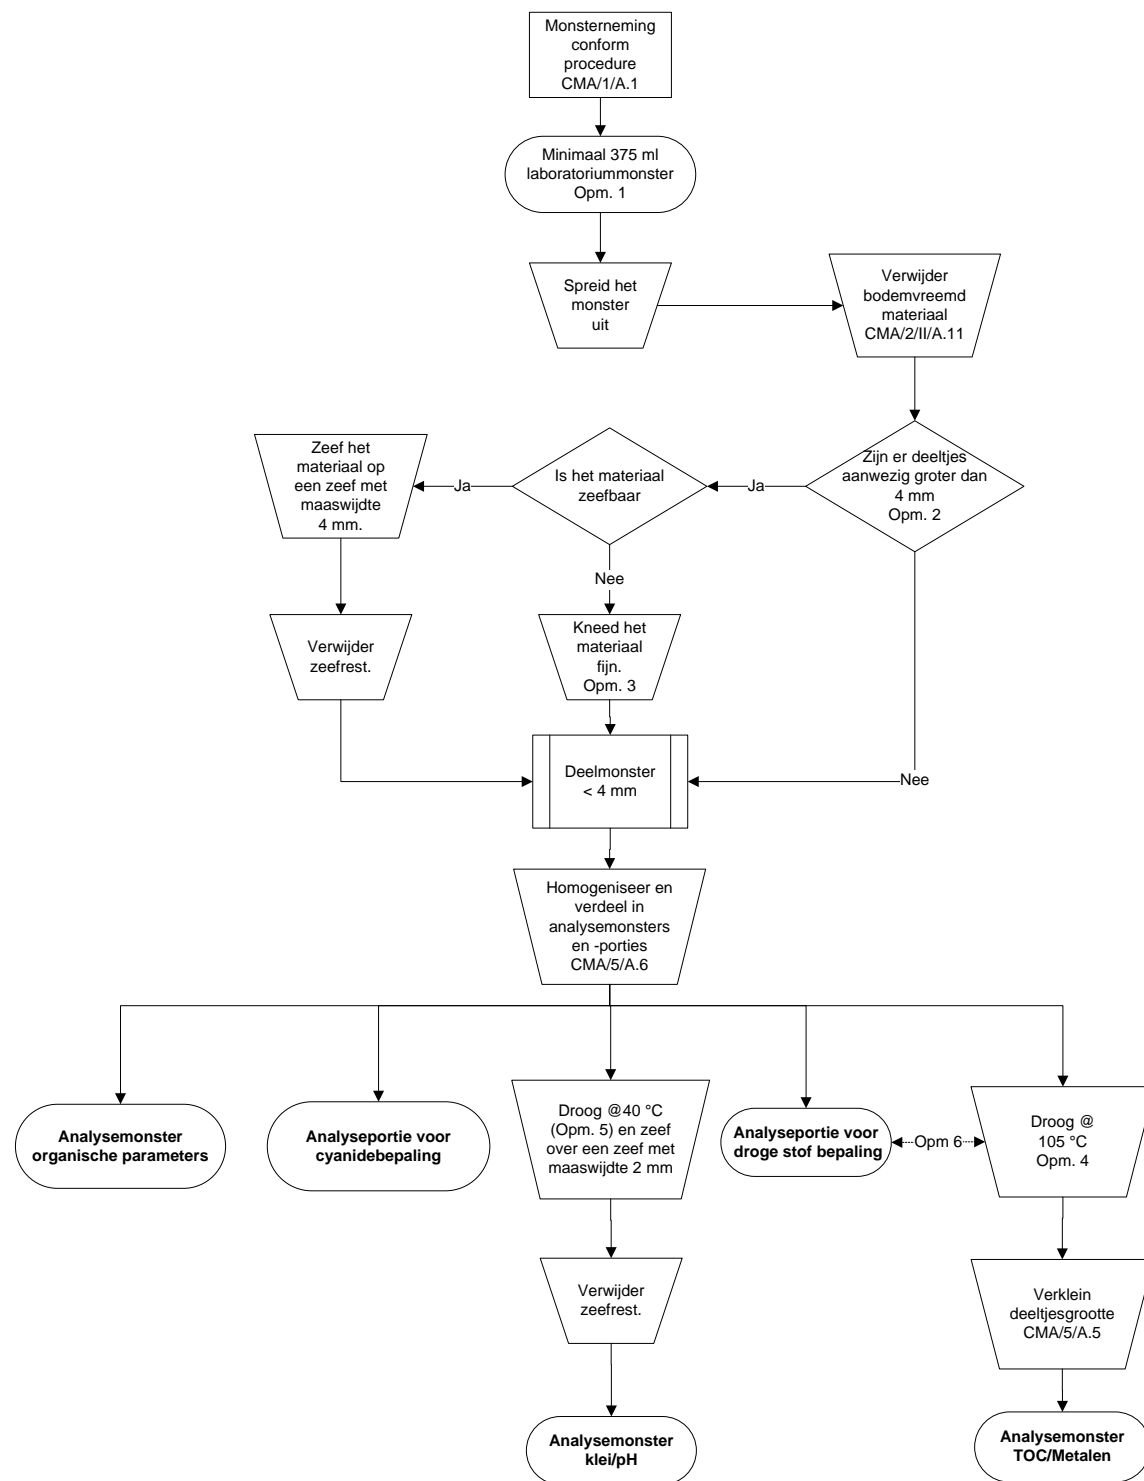 Monsterneming
conform
procedure
CMA/1/A.1
Minimaal 375 ml
laboratoriummonster
Opm. 1
Spreid het
monster
uit
Verwijder
bodemvreemd
materiaal
CMA/2/II/A.11
Zijn er deeltjes
aanwezig groter dan
4 mm
Opm. 2
Ja
Is het materiaal
zeefbaar
Ja
Zeef het
materiaal op
een zeef met
maaswijdte
4 mm.
Nee
Verwijder
zeefrest.
Kneed het
materiaal
fijn.
Opm. 3
Nee
Deelmonster
< 4 mm
Homogeniseer en
verdeel in
analysemonsters
en -porties
CMA/5/A.6
Analysemonster
organische parameters
Analyseportie voor
cyanidebepaling
Droog @40 °C
(Opm. 5) en zeef
over een zeef met
maaswijdte 2 mm
Analyseportie voor
droge stof bepaling
Opm 6
Droog @
105 °C
Opm. 4
Verwijder
zeefrest.
Verklein
deeltjesgrootte
CMA/5/A.5
Analysemonster
klei/pH
Analysemonster
TOC/Metalen